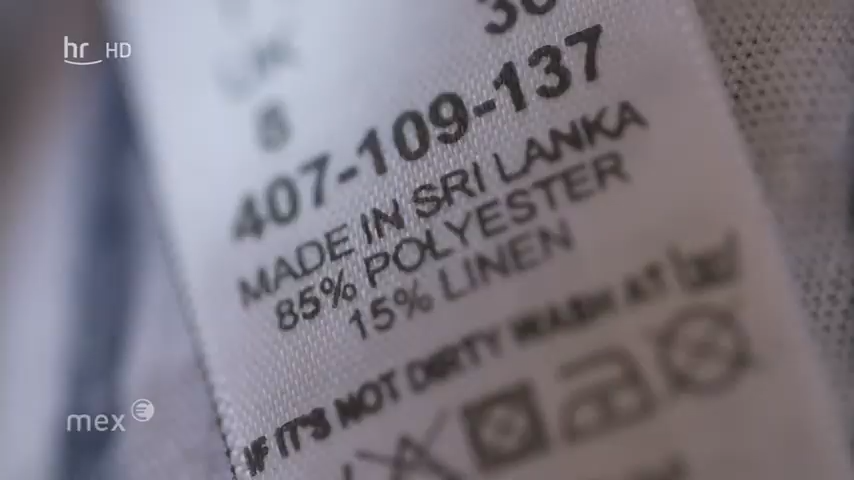 hr HD
UK
8
407-109-137
MADE IN SRI LANKA
85% POLYESTER
15% LINEN
IF IT'S NOT DIRTY WASH AT
mex €